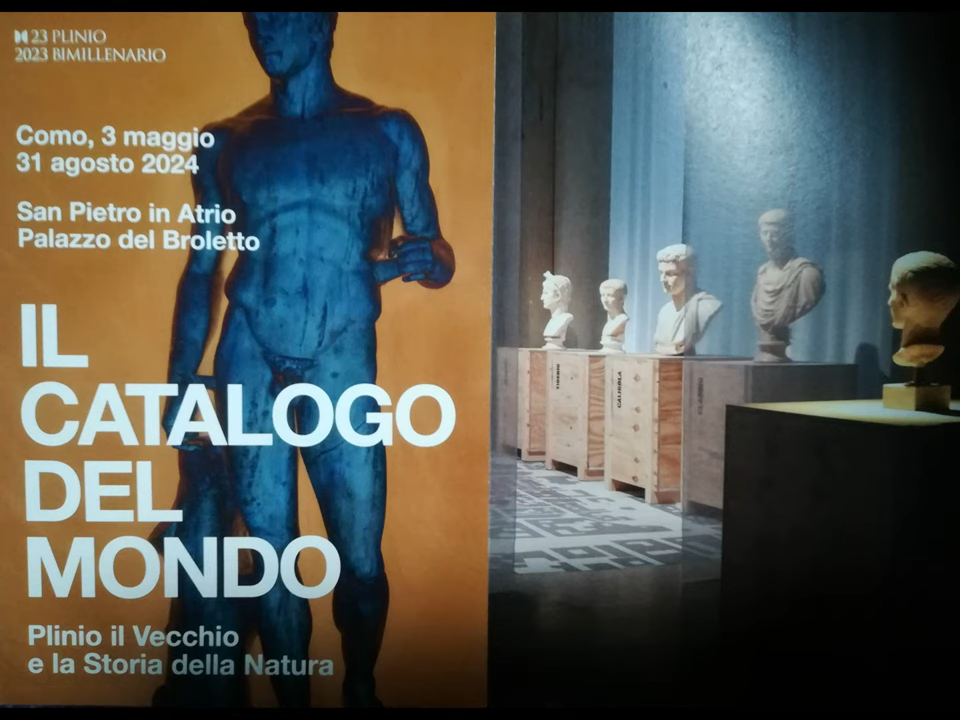 23 PLINIO
2023 BIMILLENARIO
Como, 3 maggio
31 agosto 2024
San Pietro in Atrio
Palazzo del Broletto
IL
CATALOGO
DEL
MONDO
Plinio il Vecchio
e la Storia della Natura
TIBERIO
CALIGOLA
CLAUDIO